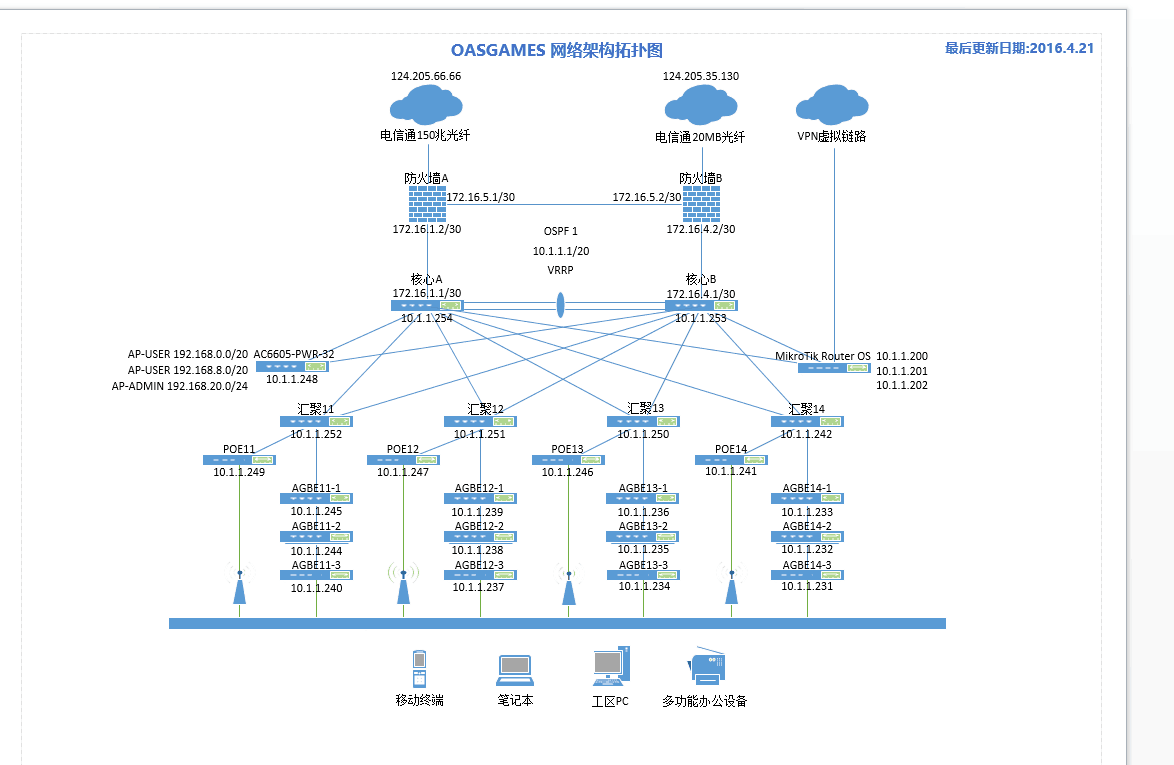 OASGAMES 网络架构拓扑图
最后更新日期:2016.4.21
124.205.66.66
124.205.35.130
电信通150兆光纤
电信通20MB光纤
VPN虚拟链路
防火墙A
防火墙B
172.16.5.1/30
172.16.5.2/30
172.16.1.2/30
172.16.4.2/30
OSPF 1
10.1.1.1/20
VRRP
核心A
核心B
172.16.1.1/30
172.16.4.1/30
10.1.1.254
10.1.1.253
AP-USER 192.168.0.0/20
AP-USER 192.168.8.0/20
AP-ADMIN 192.168.20.0/24
AC6605-PWR-32
10.1.1.248
MikroTik Router OS
10.1.1.200
10.1.1.201
10.1.1.202
汇聚11
汇聚12
汇聚13
汇聚14
10.1.1.252
10.1.1.251
10.1.1.250
10.1.1.242
POE11
POE12
POE13
POE14
10.1.1.249
10.1.1.247
10.1.1.246
10.1.1.241
AGBE11-1
AGBE12-1
AGBE13-1
AGBE14-1
10.1.1.245
10.1.1.239
10.1.1.236
10.1.1.233
AGBE11-2
AGBE12-2
AGBE13-2
AGBE14-2
10.1.1.244
10.1.1.238
10.1.1.235
10.1.1.232
AGBE11-3
AGBE12-3
AGBE13-3
AGBE14-3
10.1.1.240
10.1.1.237
10.1.1.234
10.1.1.231
移动终端
笔记本
工区PC
多功能办公设备